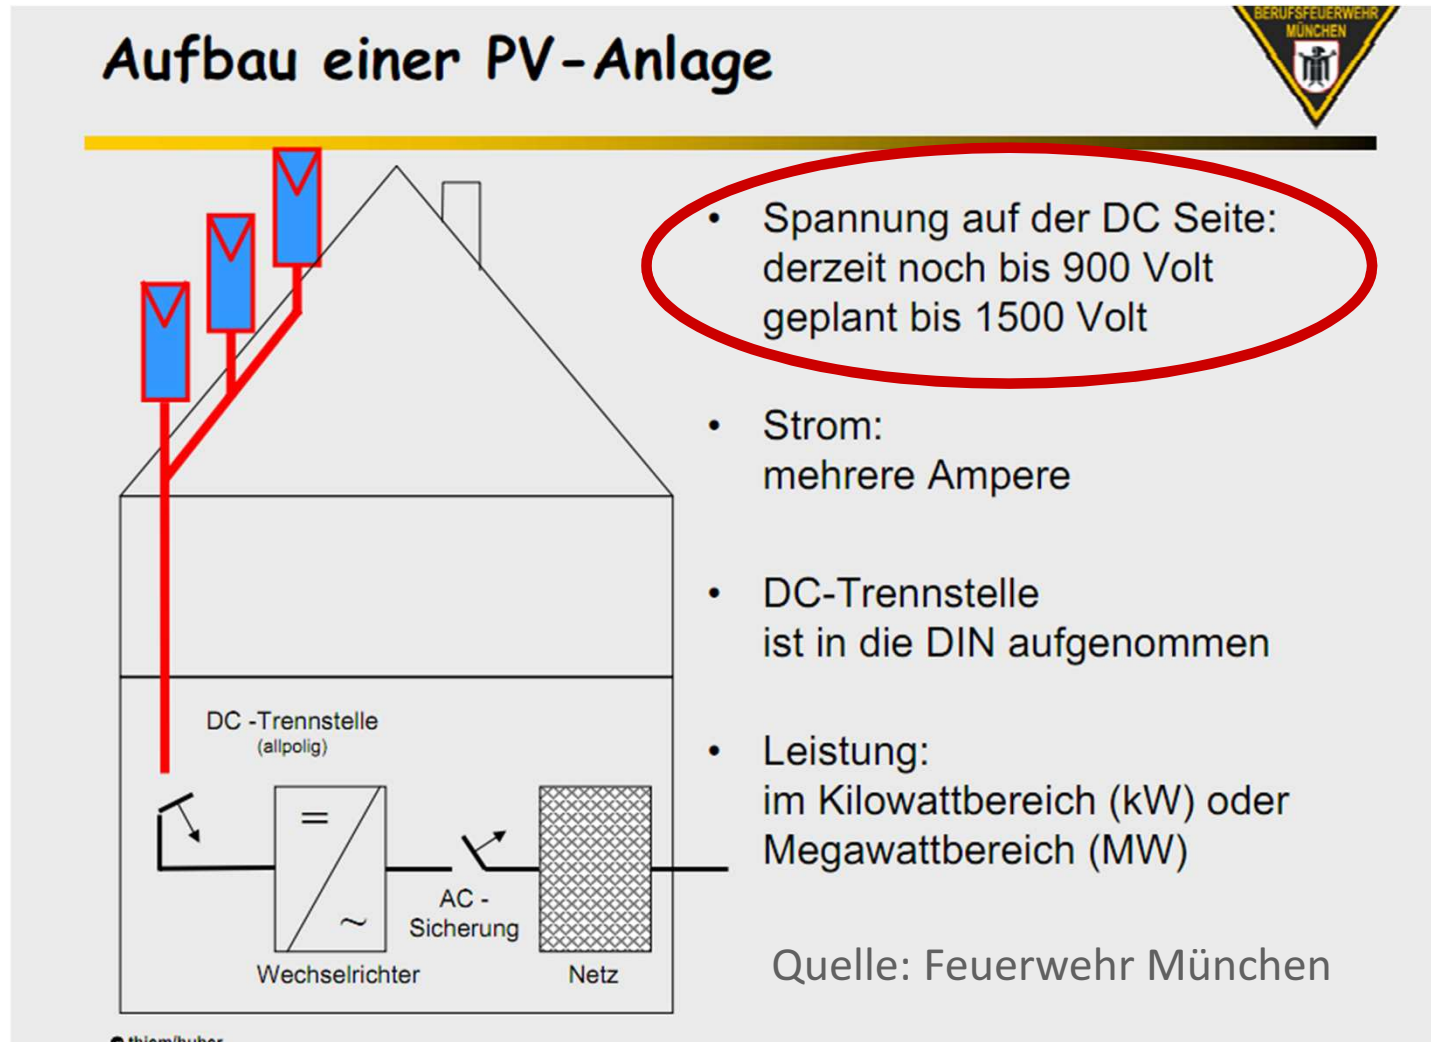 Aufbau einer PV-Anlage
BERUFSFEUERWEHR
MÜNCHEN
• Spannung auf der DC Seite:
derzeit noch bis 900 Volt
geplant bis 1500 Volt
• Strom:
mehrere Ampere
• DC-Trennstelle
ist in die DIN aufgenommen
• Leistung:
im Kilowattbereich (kW) oder
Megawattbereich (MW)
DC -Trennstelle
(allpolig)
=
~
AC -
Sicherung
Wechselrichter
Netz
Quelle: Feuerwehr München